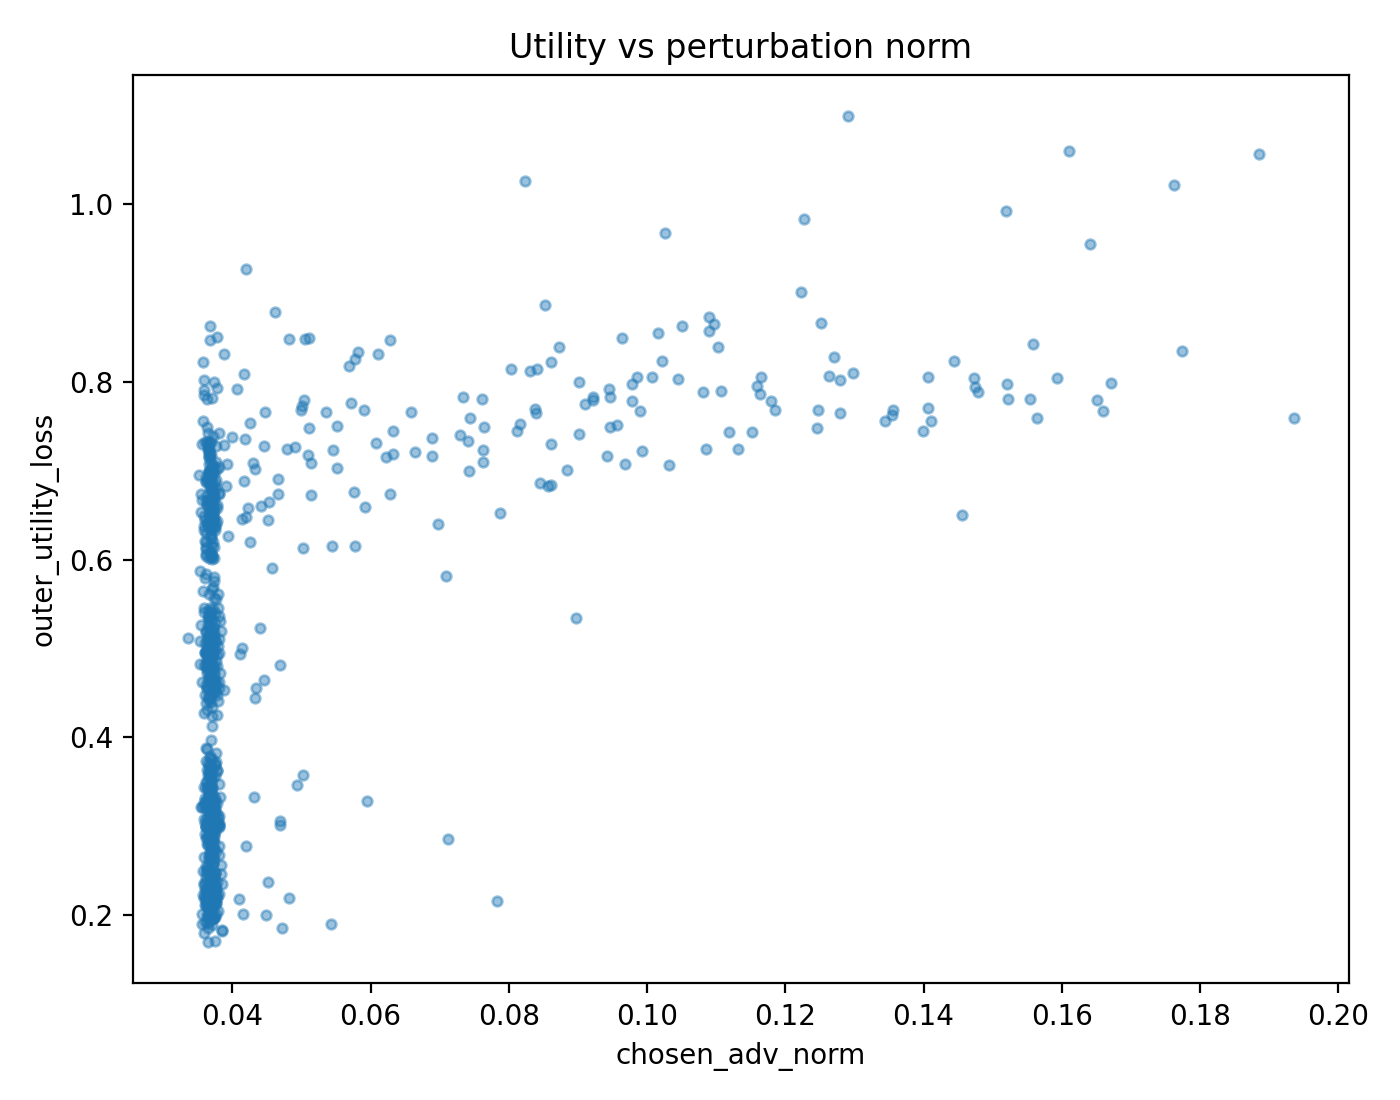 Utility vs perturbation norm
outer_utility_loss
1.0
0.8
0.6
0.4
0.2
0.04 0.06 0.08 0.10 0.12 0.14 0.16 0.18 0.20
chosen_adv_norm